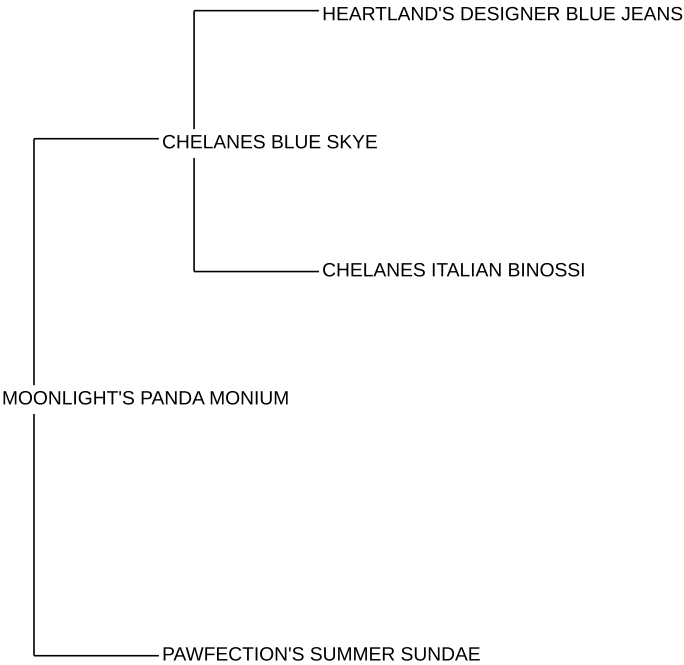 HEARTLAND'S DESIGNER BLUE JEANS
CHELANES BLUE SKYE
CHELANES ITALIAN BINOSSI
MOONLIGHT'S PANDA MONIUM
PAWFECTION'S SUMMER SUNDAE